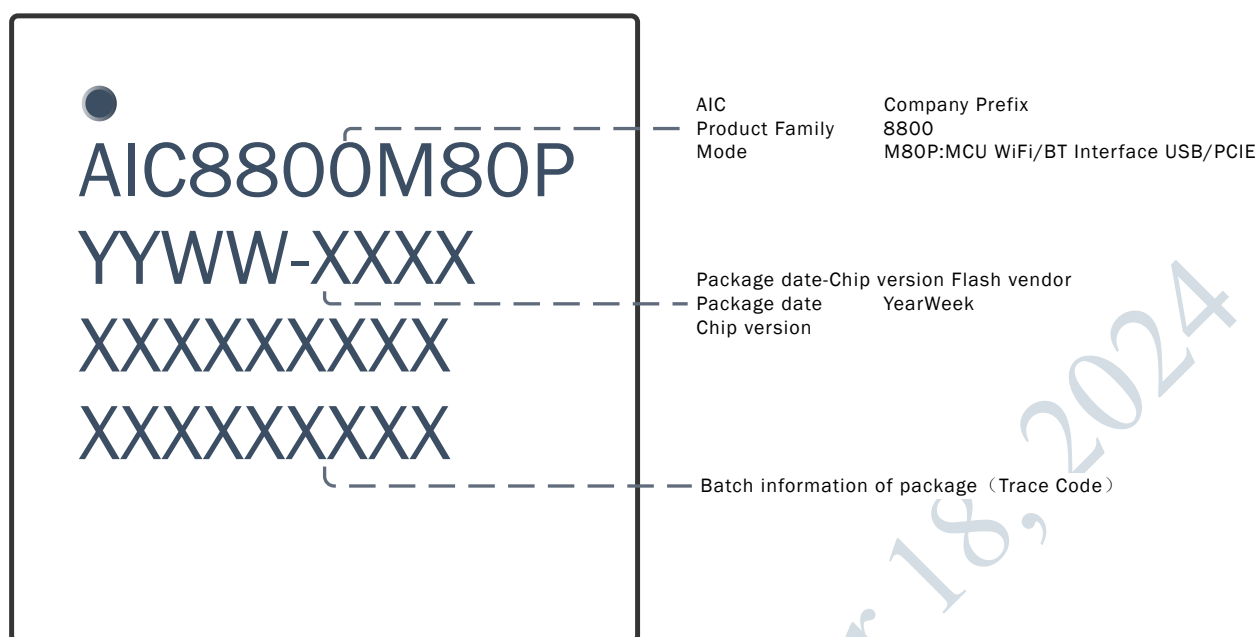 AIC8800M80P
YYWW-XXXX
XXXXXXXXX
XXXXXXXXX
AIC Company Prefix
Product Family 8800
Mode M80P:MCU WiFi/BT Interface USB/PCIE
Package date-Chip version Flash vendor
Package date YearWeek
Chip version
Batch information of package（Trace Code）
r 18, 2024